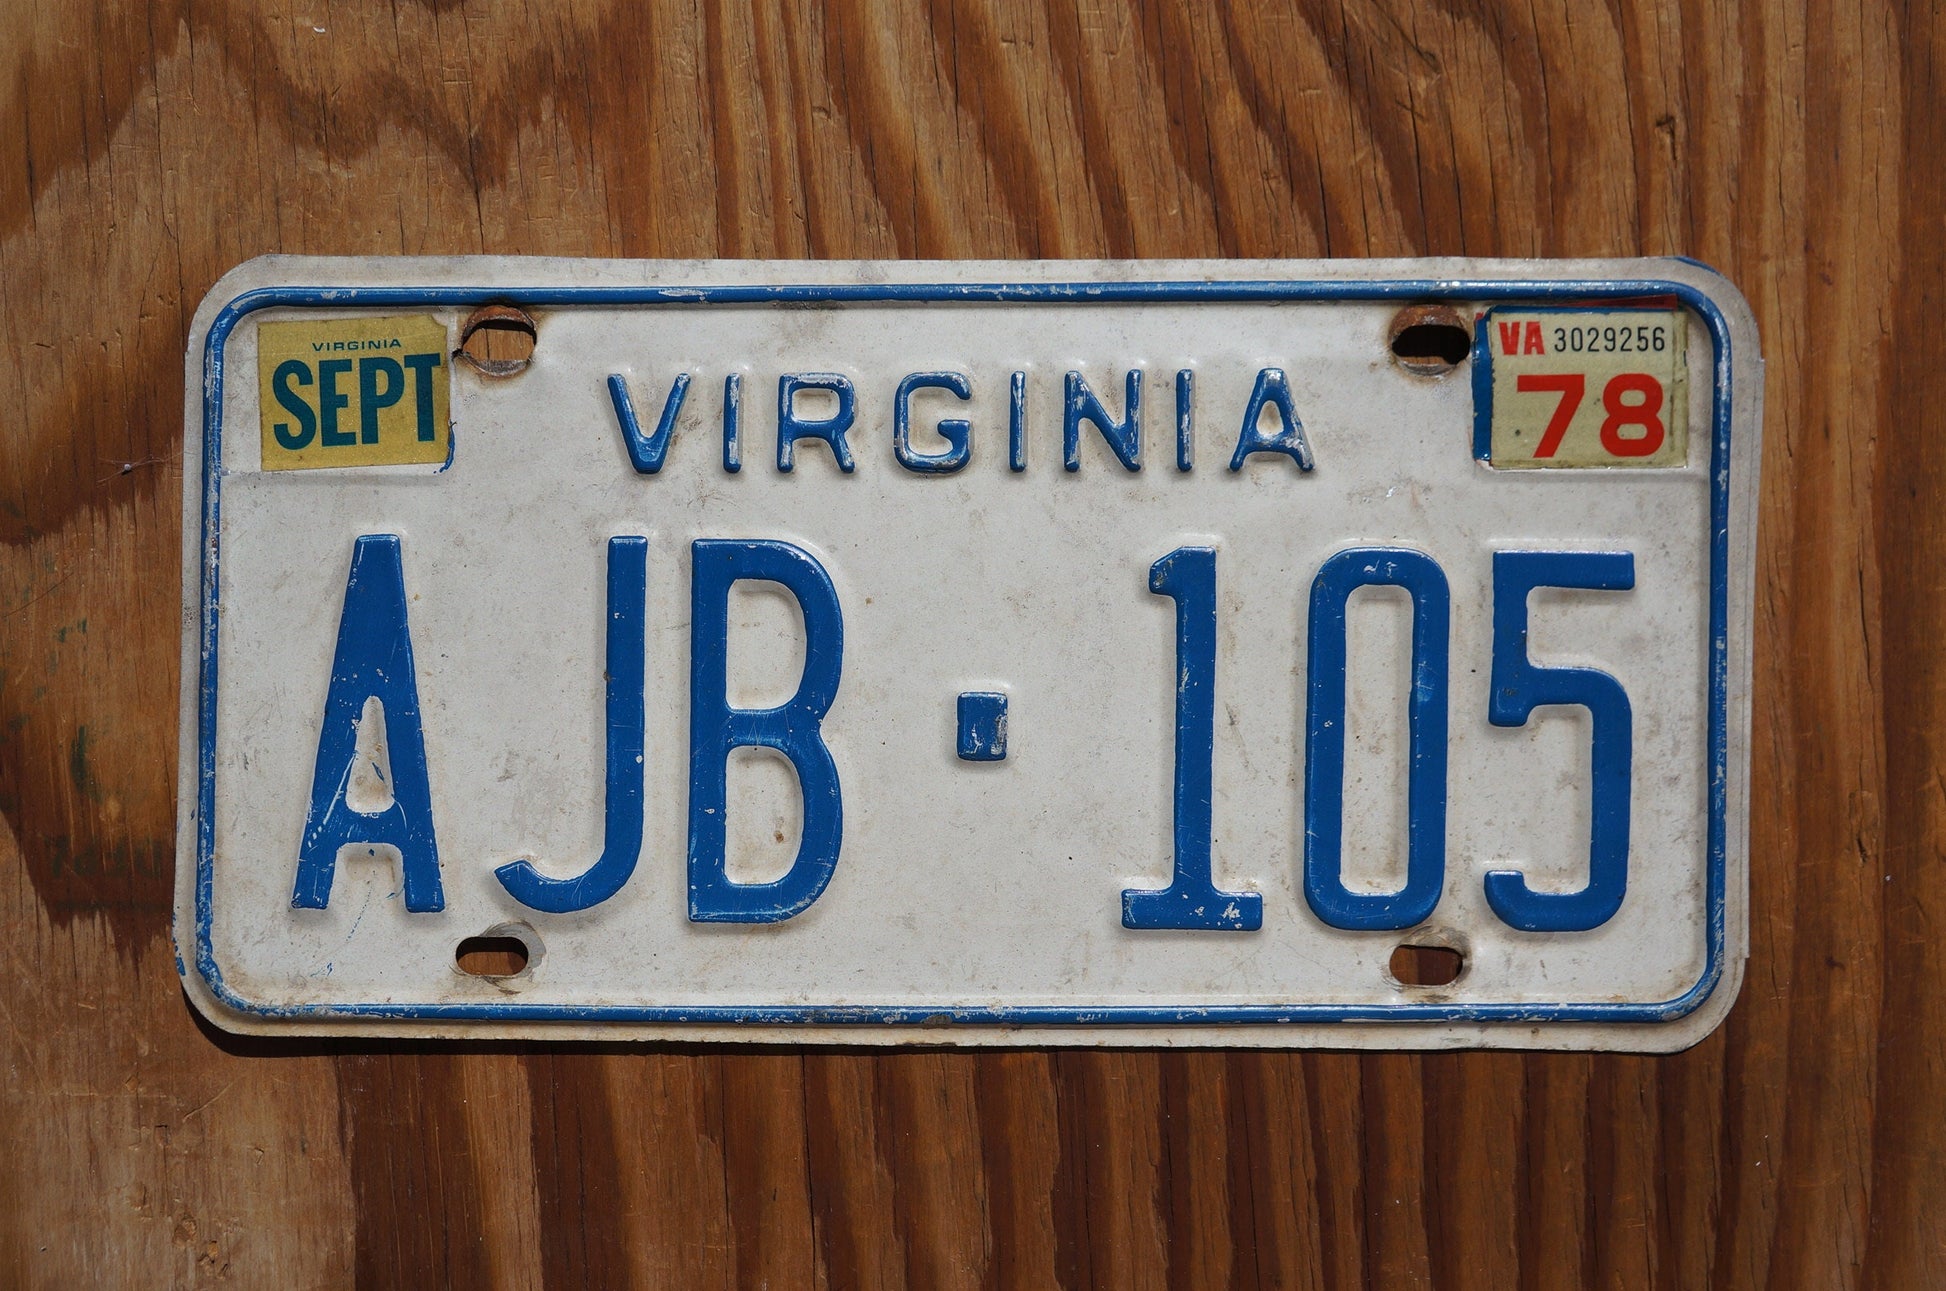 VIRGINIA
SEPT
VIRGINIA
VA 3029256
78
AJB·105